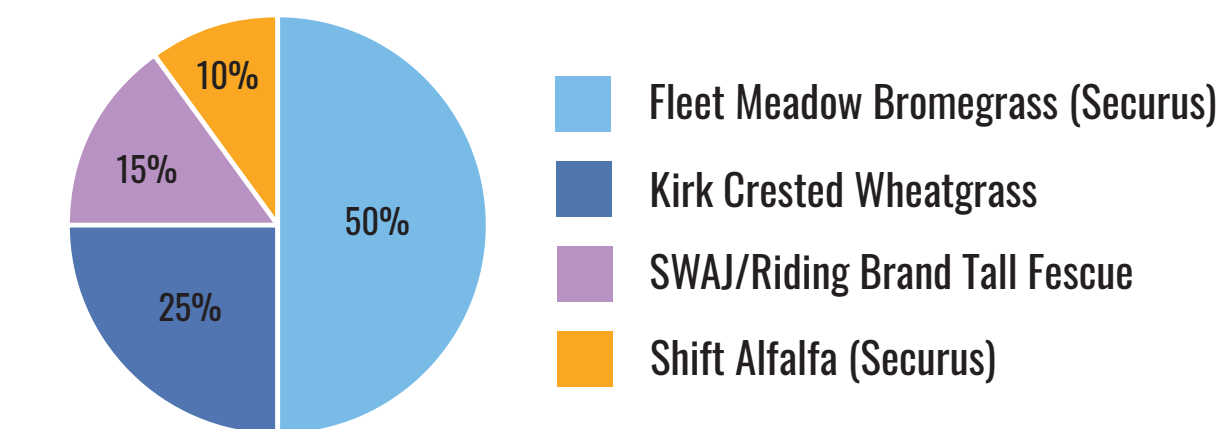 10%
15%
50%
25%
Fleet Meadow Bromegrass (Securus)
Kirk Crested Wheatgrass
SWAJ/Riding Brand Tall Fescue
Shift Alfalfa (Securus)